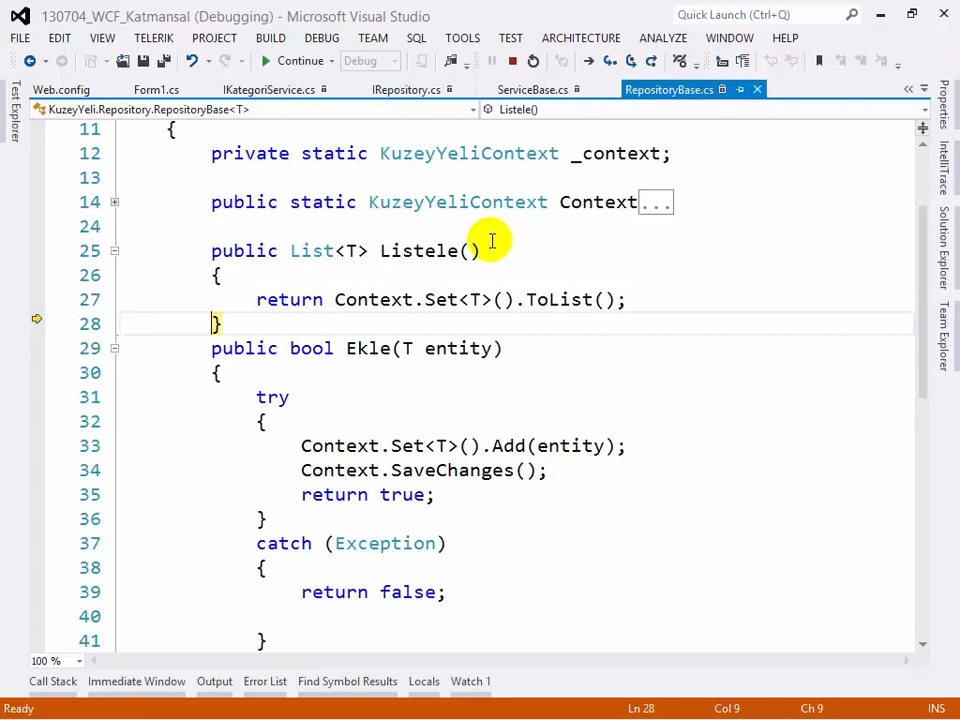 130704_WCF_Katmansal (Debugging) - Microsoft Visual Studio
Quick Launch (Ctrl+Q)
FILE EDIT VIEW TELERIK PROJECT BUILD DEBUG TEAM SQL TOOLS TEST ARCHITECTURE ANALYZE WINDOW HELP
Continue Debug
Web.config Form1.cs IKategoriService.cs IRepository.cs ServiceBase.cs RepositoryBase.cs
KuzeyYeli.Repository.RepositoryBase<T> Listele()
11 {
12 private static KuzeyYeliContext _context;
13
14 public static KuzeyYeliContext Context...
24
25 public List<T> Listele()
26 {
27 return Context.Set<T>().ToList();
28 }
29 public bool Ekle(T entity)
30 {
31 try
32 {
33 Context.Set<T>().Add(entity);
34 Context.SaveChanges();
35 return true;
36 }
37 catch (Exception)
38 {
39 return false;
40
41 }
100 %
Test Explorer
Properties
IntelliTrace
Solution Explorer
Team Explorer
Call Stack Immediate Window Output Error List Find Symbol Results Locals Watch 1
Ready Ln 28 Col 9 Ch 9 INS